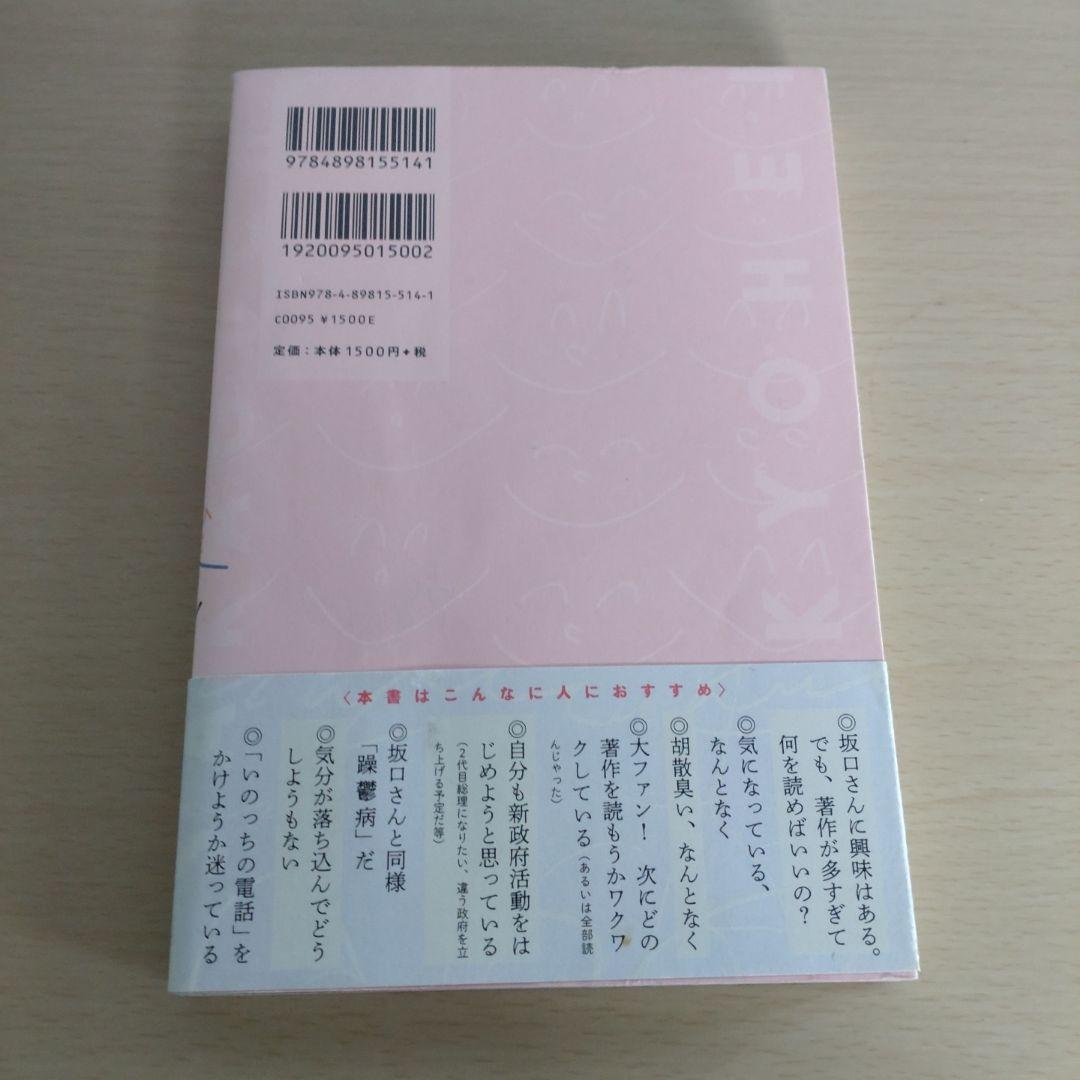 9784898155141
1920095015002
ISBN978-4-89815-514-1
C0095 ¥1500E
定価：本体1500円+税
KYOHEI
〈本書はこんなに人におすすめ〉
◎坂口さんに興味はある。
でも、著作が多すぎて
何を読めばいいの？
◎気になっている、
なんとなく
◎胡散臭い、なんとなく
◎大ファン！　次にどの
著作を読もうかワクワ
クしている（あるいは全部読
んじゃった）
◎自分も新政府活動をは
じめようと思っている
（2代目総理になりたい、違う政府を立
ち上げる予定だ等）
◎坂口さんと同様
「躁鬱病」だ
◎気分が落ち込んでどう
しようもない
◎「いのっちの電話」を
かけようか迷っている